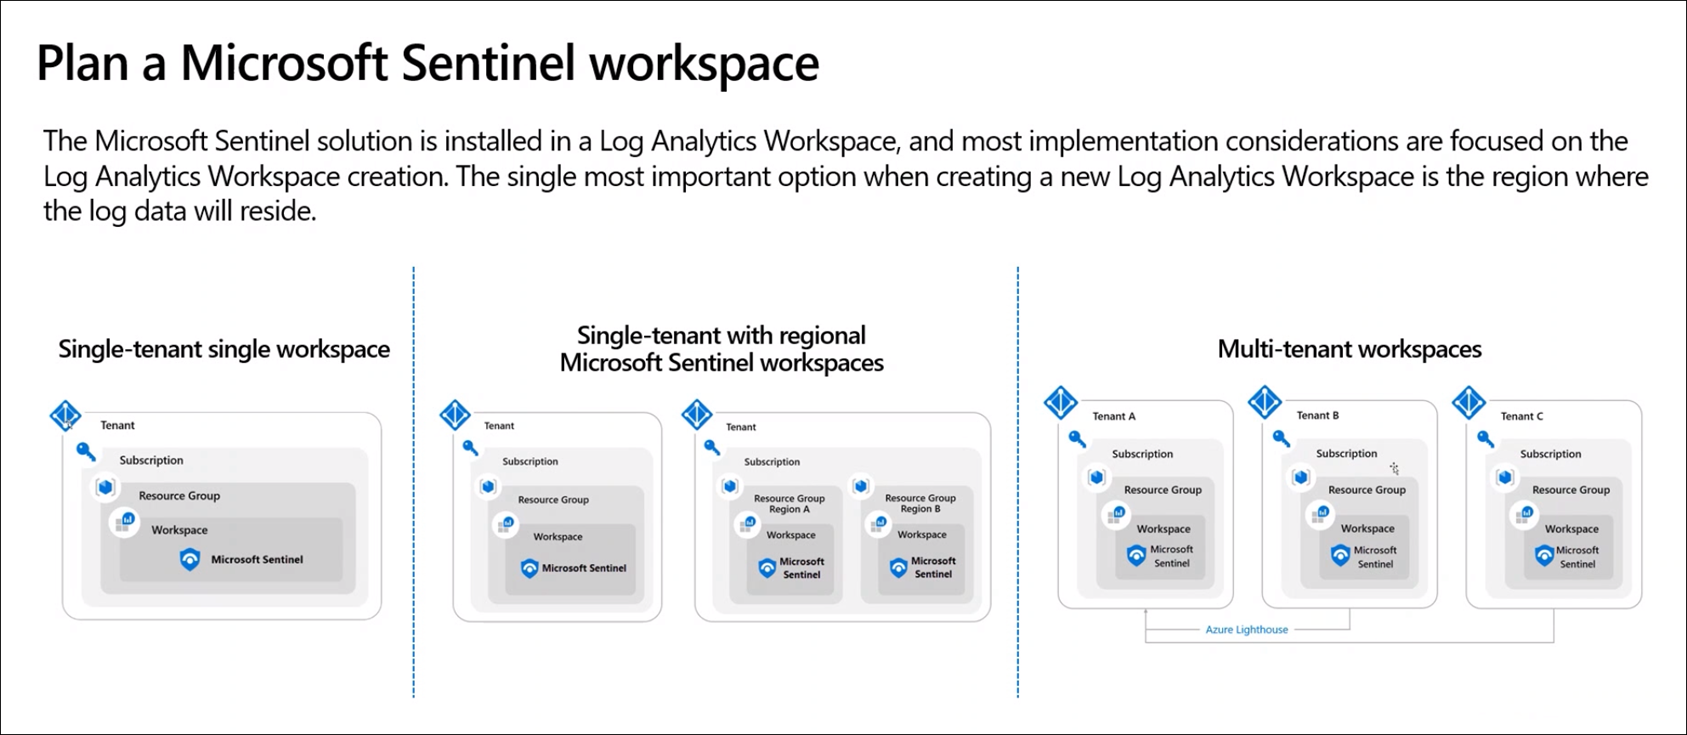 Plan a Microsoft Sentinel workspace
The Microsoft Sentinel solution is installed in a Log Analytics Workspace, and most implementation considerations are focused on the
Log Analytics Workspace creation. The single most important option when creating a new Log Analytics Workspace is the region where
the log data will reside.
Single-tenant single workspace
Tenant
Subscription
Resource Group
Workspace
Microsoft Sentinel
Single-tenant with regional
Microsoft Sentinel workspaces
Tenant
Subscription
Resource Group
Workspace
Microsoft Sentinel
Tenant
Subscription
Resource Group
Region A
Workspace
Microsoft
Sentinel
Resource Group
Region B
Workspace
Microsoft
Sentinel
Multi-tenant workspaces
Tenant A
Subscription
Resource Group
Workspace
Microsoft
Sentinel
Tenant B
Subscription
Resource Group
Workspace
Microsoft
Sentinel
Tenant C
Subscription
Resource Group
Workspace
Microsoft
Sentinel
Azure Lighthouse